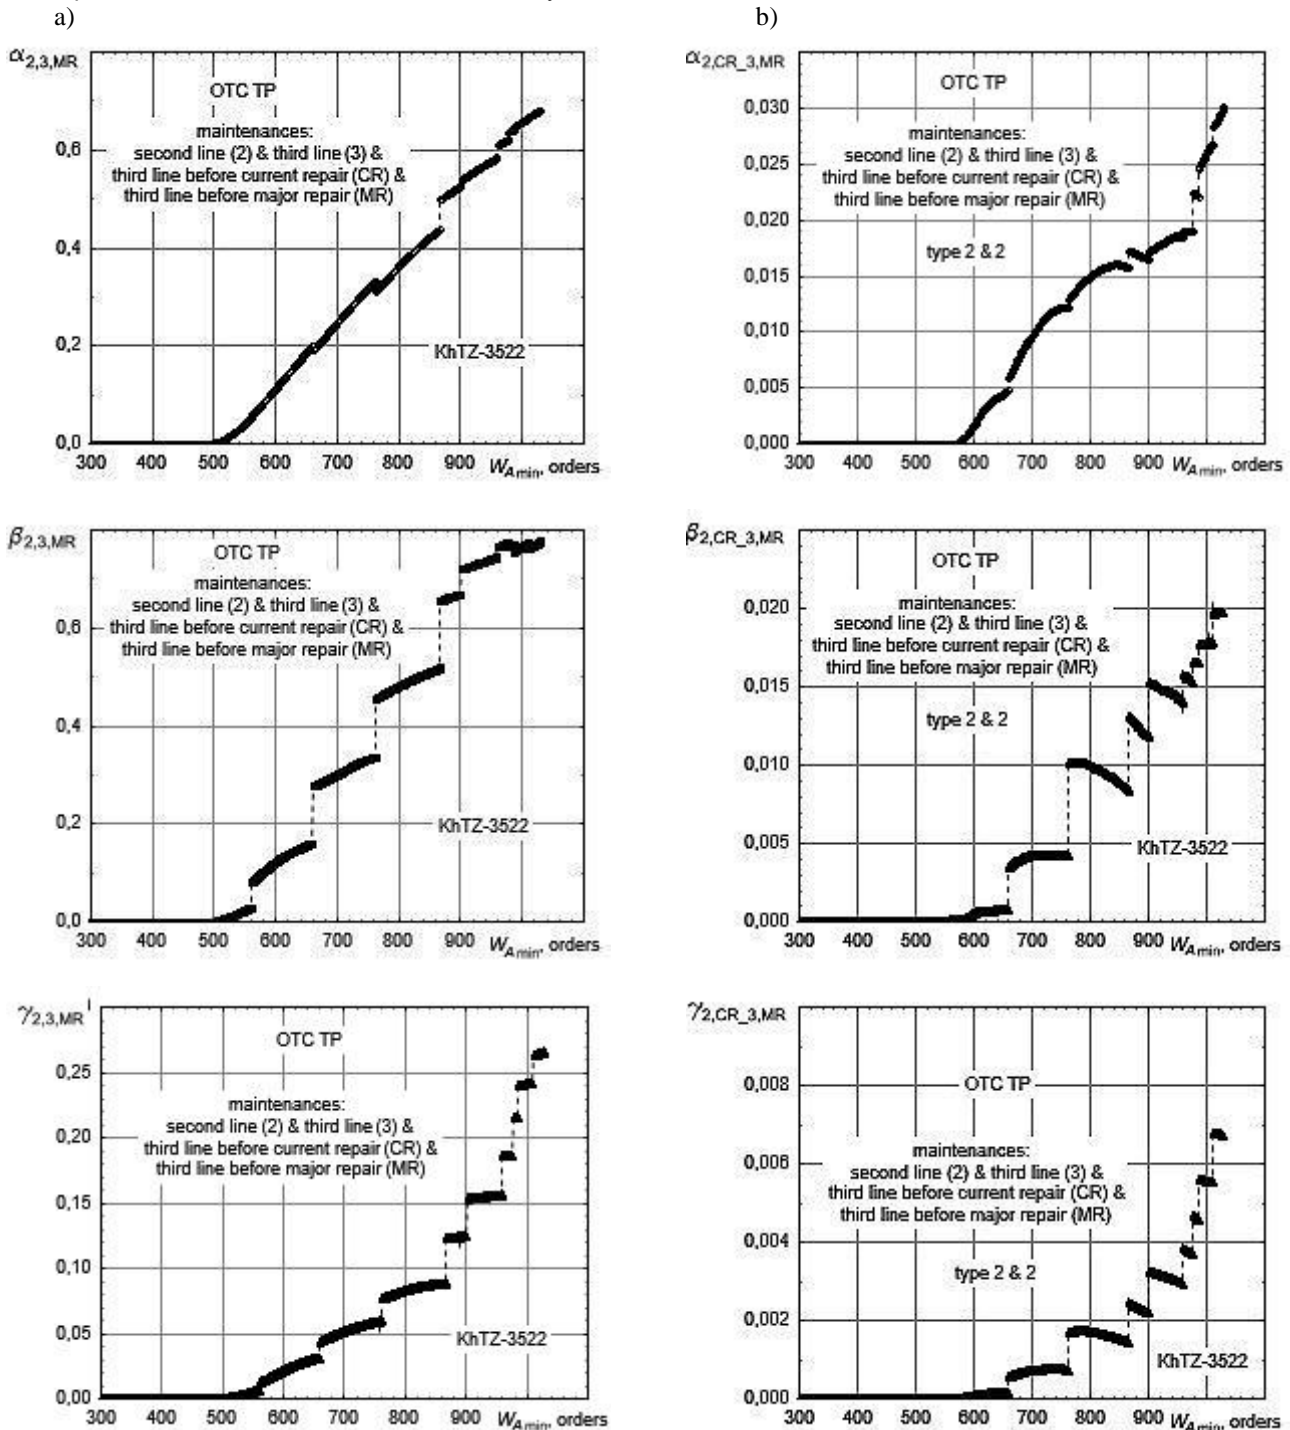 a)
b)
α2,3,MR
OTC TP
maintenances:
second line (2) & third line (3) &
third line before current repair (CR) &
third line before major repair (MR)
KhTZ-3522
0,6
0,4
0,2
0,0
300 400 500 600 700 800 900 WA min, orders
α2,CR_3,MR
OTC TP
maintenances:
second line (2) & third line (3) &
third line before current repair (CR) &
third line before major repair (MR)
type 2 & 2
0,030
0,025
0,020
0,015
0,010
0,005
0,000
300 400 500 600 700 800 900 WA min, orders
β2,3,MR
OTC TP
maintenances:
second line (2) & third line (3) &
third line before current repair (CR) &
third line before major repair (MR)
KhTZ-3522
0,6
0,4
0,2
0,0
300 400 500 600 700 800 900 WA min, orders
β2,CR_3,MR
OTC TP
maintenances:
second line (2) & third line (3) &
third line before current repair (CR) &
third line before major repair (MR)
type 2 & 2
KhTZ-3522
0,020
0,015
0,010
0,005
0,000
300 400 500 600 700 800 900 WA min, orders
γ2,3,MR
OTC TP
maintenances:
second line (2) & third line (3) &
third line before current repair (CR) &
third line before major repair (MR)
KhTZ-3522
0,25
0,20
0,15
0,10
0,05
0,00
300 400 500 600 700 800 900 WA min, orders
γ2,CR_3,MR
OTC TP
maintenances:
second line (2) & third line (3) &
third line before current repair (CR) &
third line before major repair (MR)
type 2 & 2
KhTZ-3522
0,008
0,006
0,004
0,002
0,000
300 400 500 600 700 800 900 WA min, orders